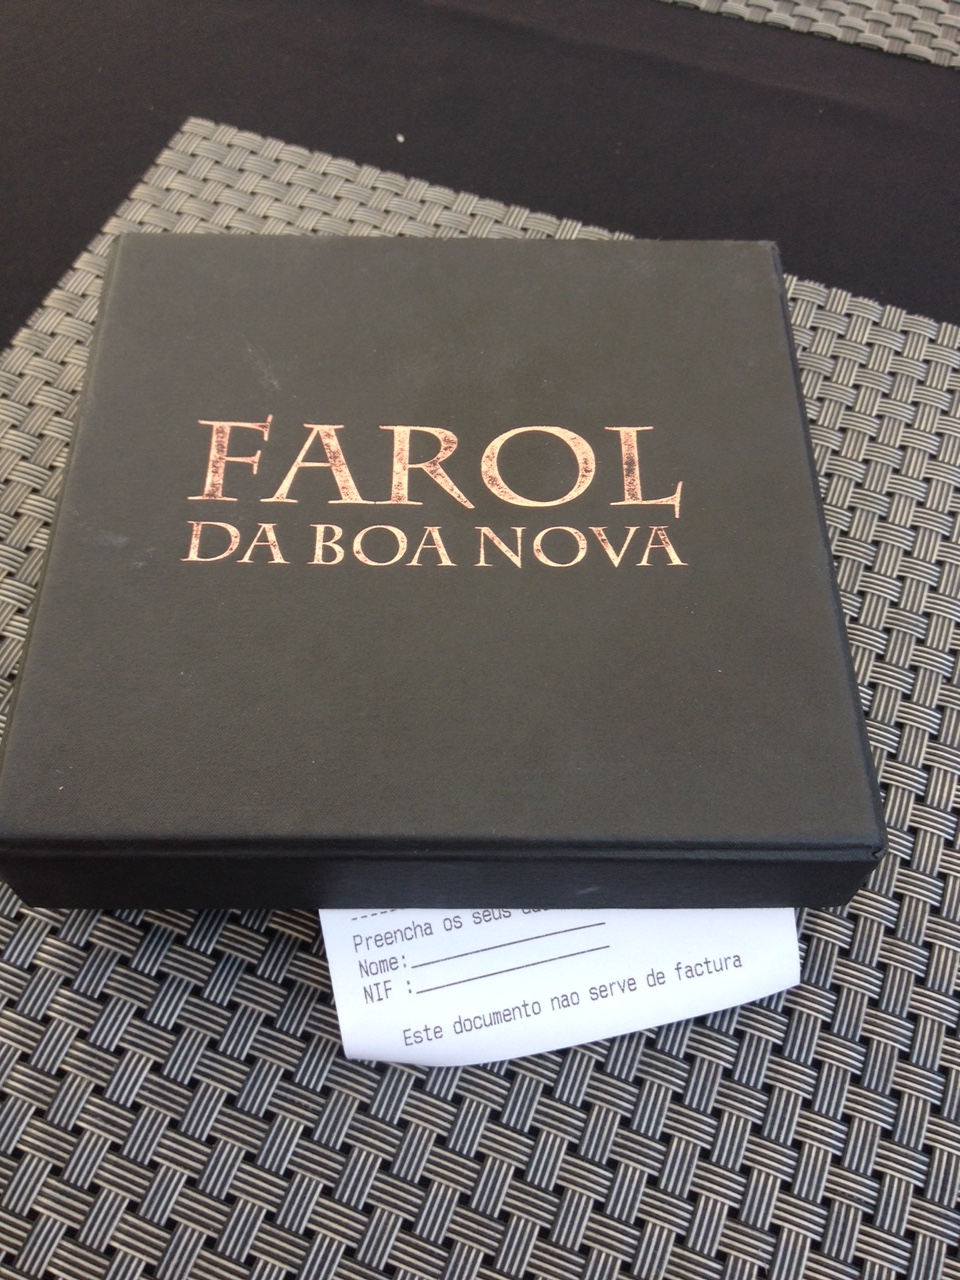 FAROL
DA BOA NOVA
Preencha os seus
Nome:
NIF :
Este documento nao serve de factura